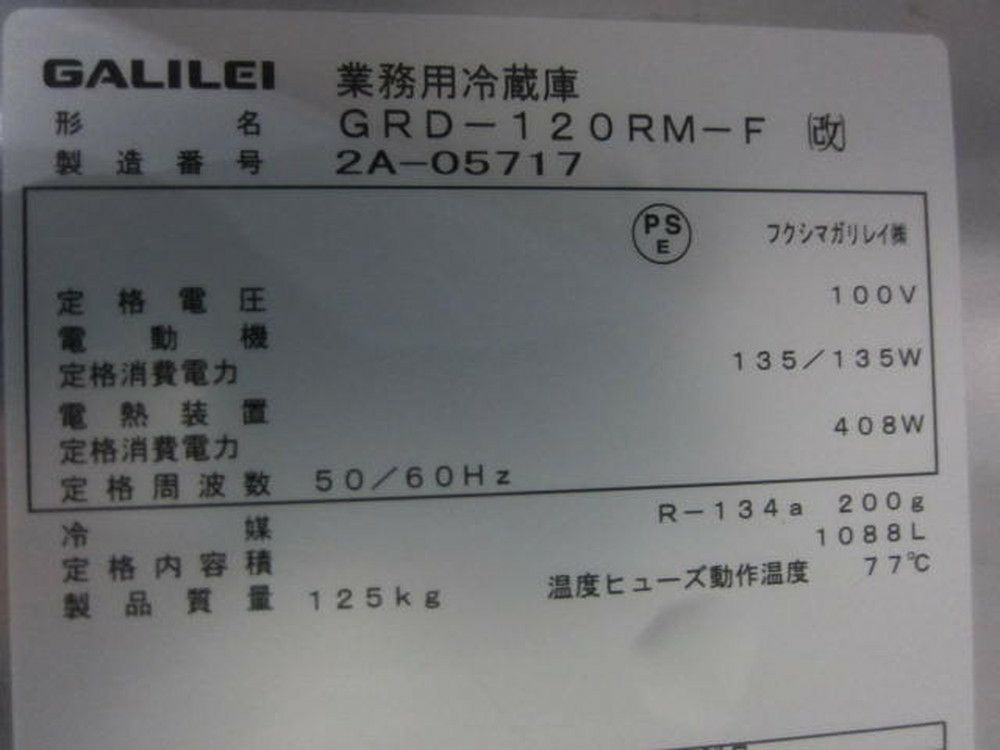 GALILEI 業務用冷蔵庫
形名 GRD-120RM-F ㈹改
製造番号 2A-05717
PS E フクシマガリレイ㈱
定格電圧 100V
電動機
定格消費電力 135/135W
電熱装置
定格消費電力 408W
定格周波数 50/60Hz
冷媒 R-134a 200g
定格内容積 1088L
製品質量 125kg 温度ヒューズ動作温度 77℃